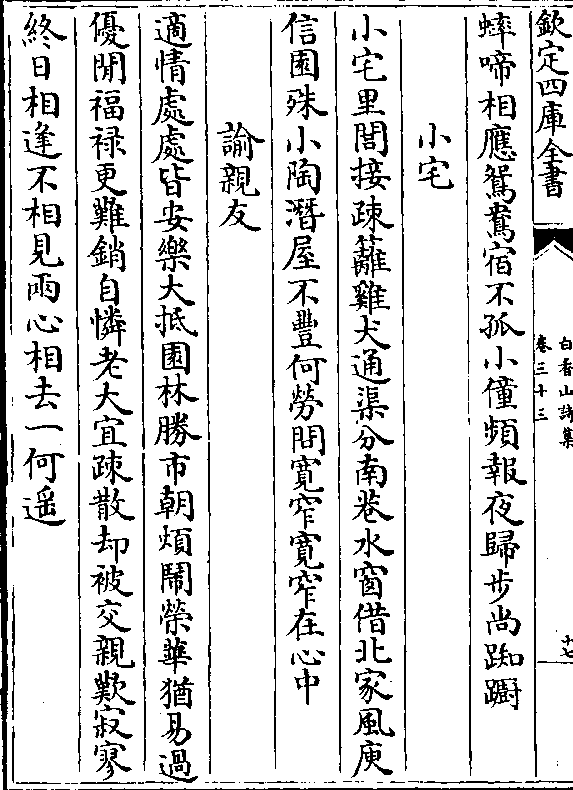 欽定四庫全書
白香山詩集
卷三十三
十七
蟀啼相應鴛鴦宿不孤小僮頻報夜歸步尚踟躕
小宅
小宅里閭接疎籬雞犬通渠分南巷水窗借北家風庾
信園殊小陶潛屋不豐何勞問寛窄寛窄在心中
諭親友
適情處處皆安樂大抵園林勝市朝煩鬧榮華猶易過
優閒福禄更難銷自憐老大宜疎散却被交親歎寂寥
終日相逢不相見兩心相去一何遥